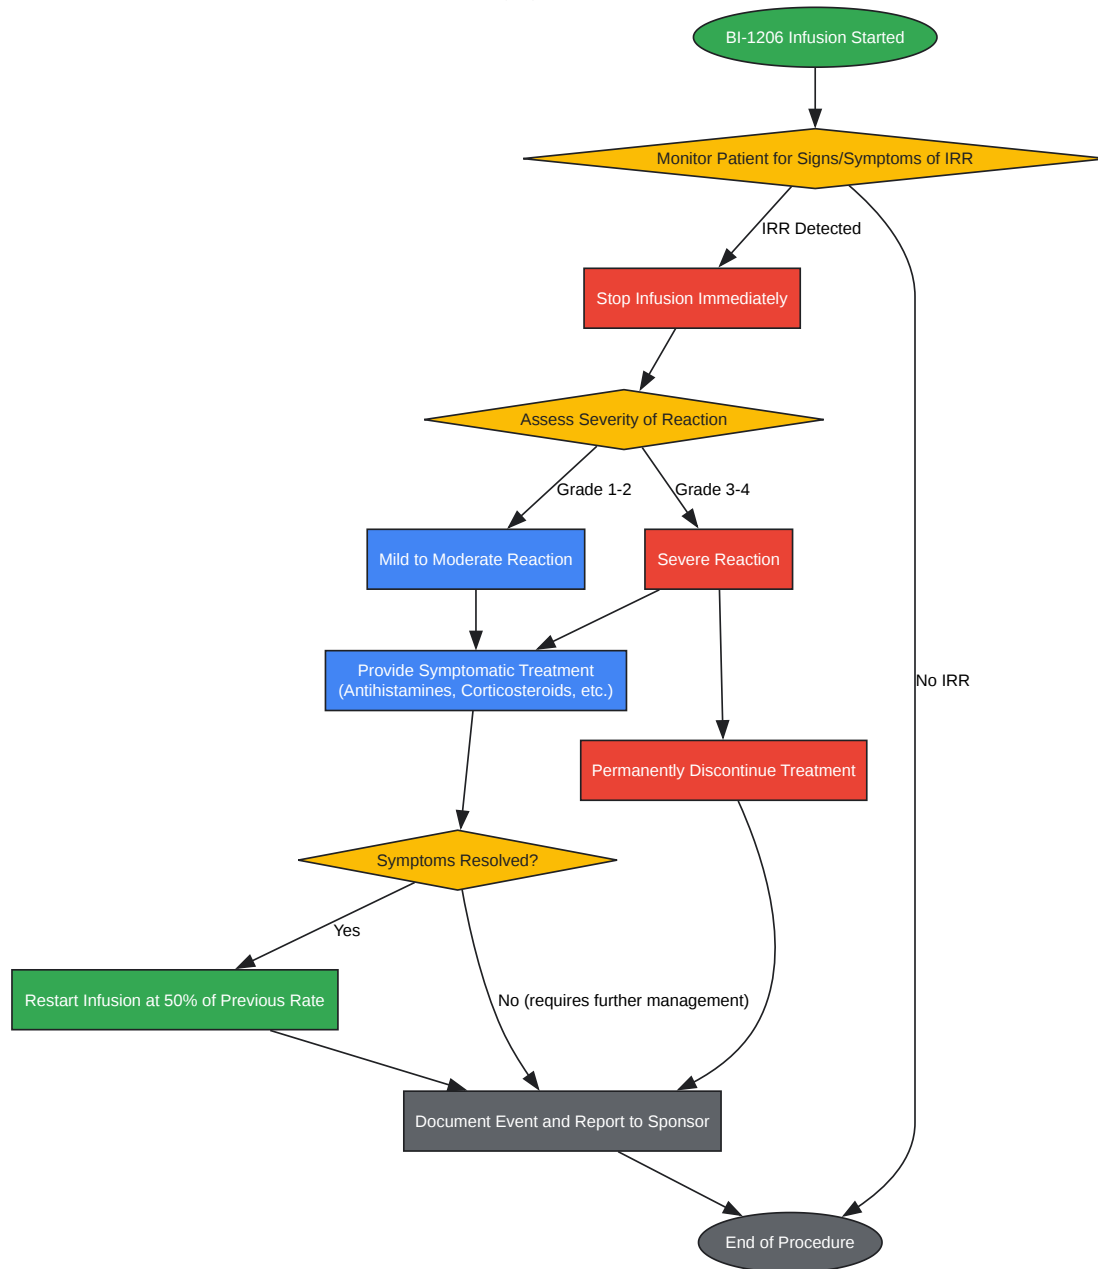 BI-1206 Infusion Started
Monitor Patient for Signs/Symptoms of IRR
IRR Detected
Stop Infusion Immediately
Assess Severity of Reaction
Grade 1-2
Grade 3-4
Mild to Moderate Reaction
Severe Reaction
Provide Symptomatic Treatment
(Antihistamines, Corticosteroids, etc.)
No IRR
Permanently Discontinue Treatment
Symptoms Resolved?
Yes
Restart Infusion at 50% of Previous Rate
No (requires further management)
Document Event and Report to Sponsor
End of Procedure